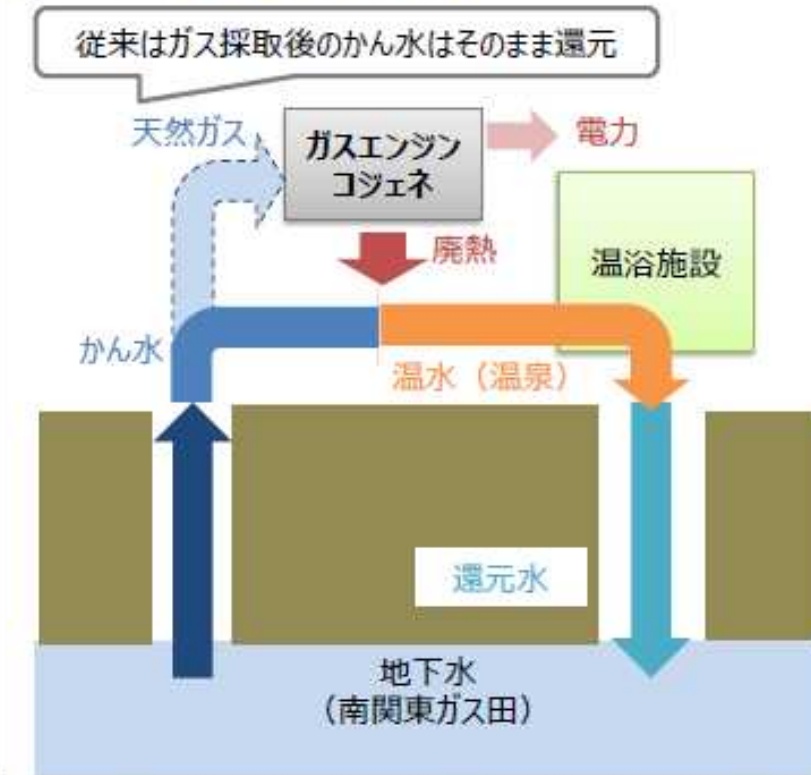 従来はガス採取後のかん水はそのまま還元
天然ガス
ガスエンジン
コジェネ
電力
廃熱
温浴施設
かん水
温水（温泉）
還元水
地下水
（南関東ガス田）